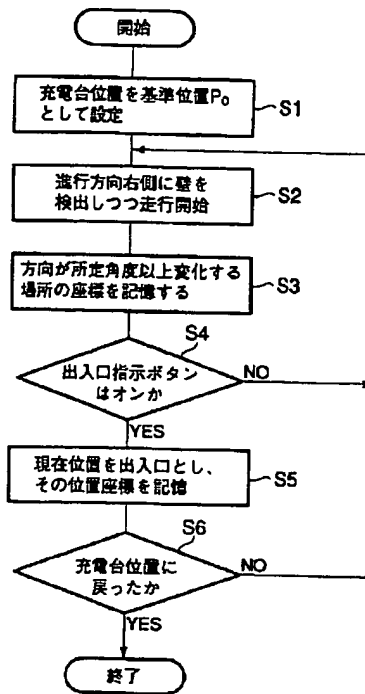 開始
充電台位置を基準位置P₀
として設定
S1
進行方向右側に壁を
検出しつつ走行開始
S2
方向が所定角度以上変化する
場所の座標を記憶する
S3
S4
出入口指示ボタン
はオンか
NO
YES
現在位置を出入口とし、
その位置座標を記憶
S5
S6
充電台位置に
戻ったか
NO
YES
終了